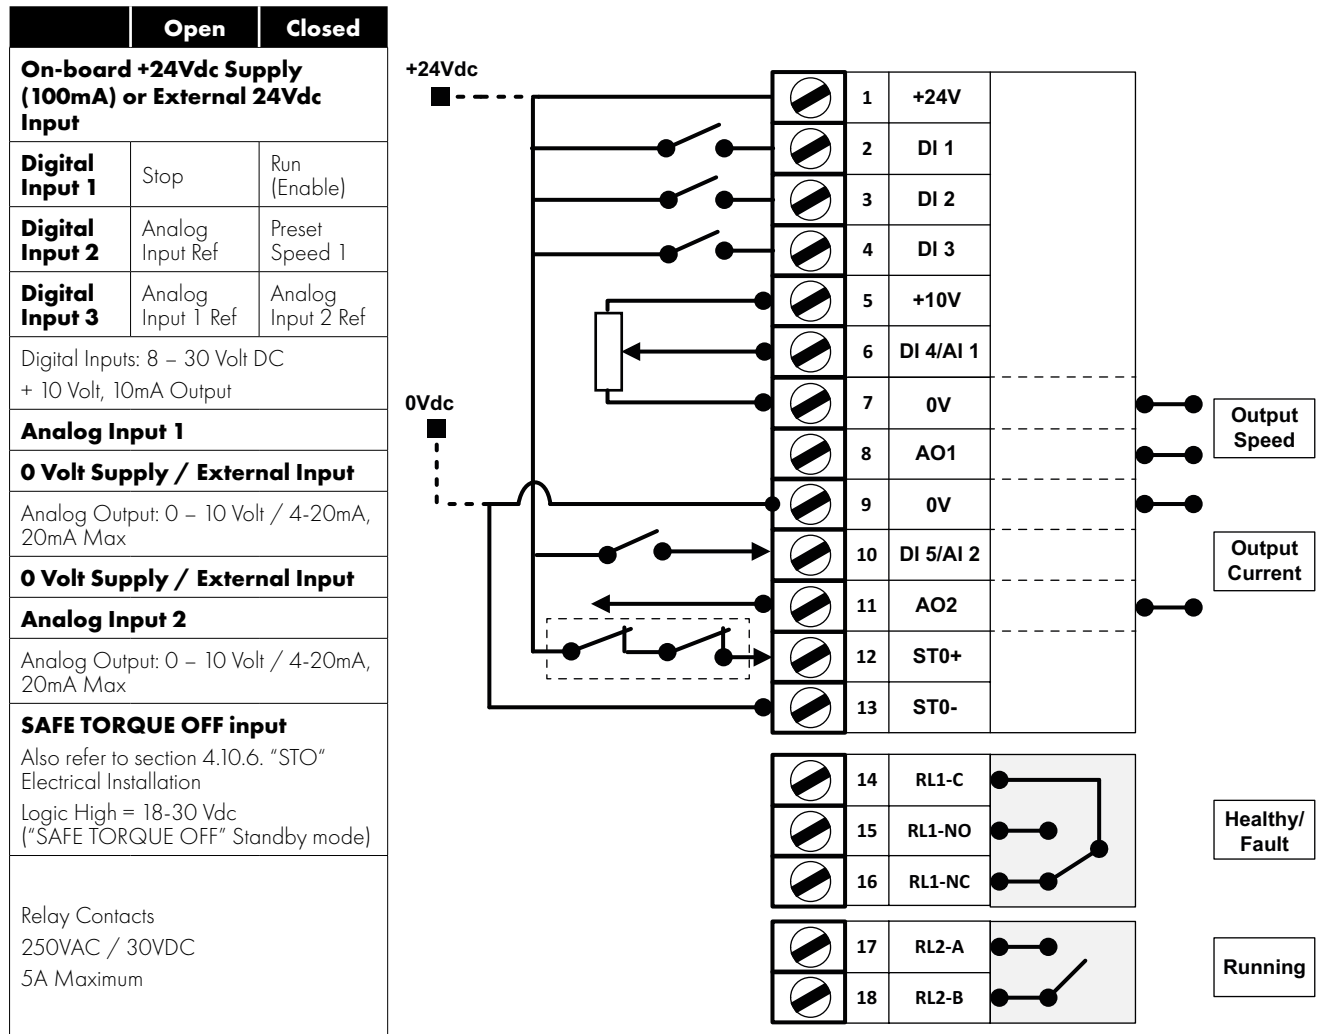 Open Closed
On-board +24Vdc Supply
(100mA) or External 24Vdc
Input
Digital
Input 1
Stop
Run
(Enable)
Digital
Input 2
Analog
Input Ref
Preset
Speed 1
Digital
Input 3
Analog
Input 1 Ref
Analog
Input 2 Ref
Digital Inputs: 8 – 30 Volt DC
+ 10 Volt, 10mA Output
Analog Input 1
0 Volt Supply / External Input
Analog Output: 0 – 10 Volt / 4-20mA,
20mA Max
0 Volt Supply / External Input
Analog Input 2
Analog Output: 0 – 10 Volt / 4-20mA,
20mA Max
SAFE TORQUE OFF input
Also refer to section 4.10.6. “STO“
Electrical Installation
Logic High = 18-30 Vdc
(“SAFE TORQUE OFF” Standby mode)
Relay Contacts
250VAC / 30VDC
5A Maximum
+24Vdc
0Vdc
1 +24V
2 DI 1
3 DI 2
4 DI 3
5 +10V
6 DI 4/AI 1
7 0V
8 AO1
9 0V
10 DI 5/AI 2
11 AO2
12 ST0+
13 ST0-
14 RL1-C
15 RL1-NO
16 RL1-NC
17 RL2-A
18 RL2-B
Output
Speed
Output
Current
Healthy/
Fault
Running